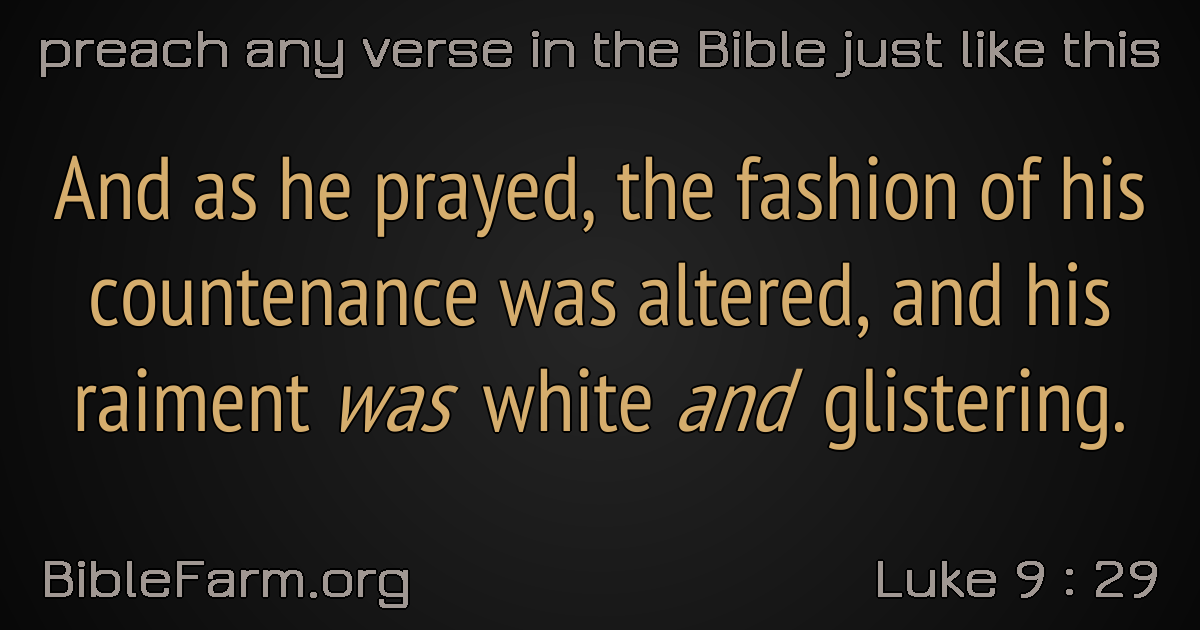 preach any verse in the Bible just like this
And as he prayed, the fashion of his
countenance was altered, and his
raiment was white and glistering.
BibleFarm.org
Luke 9 : 29